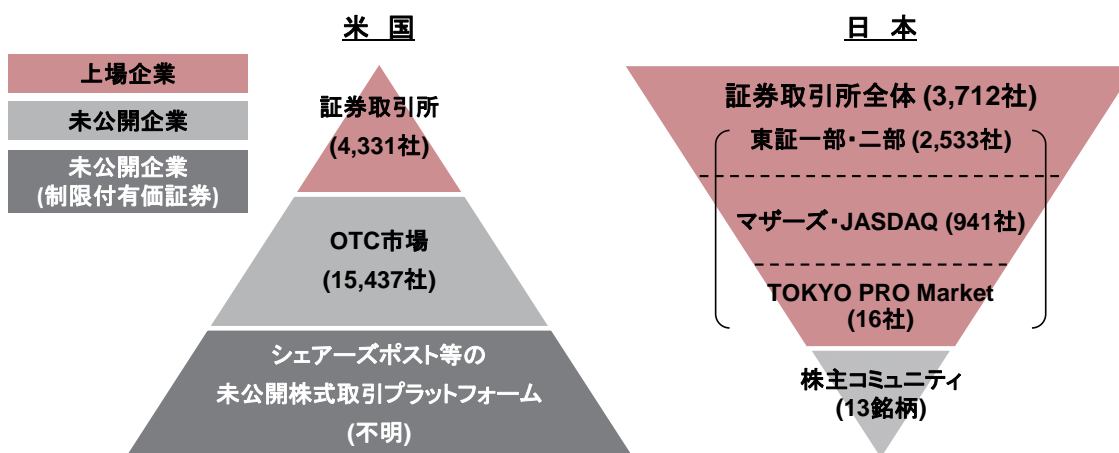 米 国
日 本
上場企業
未公開企業
未公開企業
(制限付有価証券)
証券取引所
(4,331社)
OTC市場
(15,437社)
シェアーズポスト等の
未公開株式取引プラットフォーム
(不明)
証券取引所全体 (3,712社)
東証一部・二部 (2,533社)
マザーズ・JASDAQ (941社)
TOKYO PRO Market
(16社)
株主コミュニティ
(13銘柄)